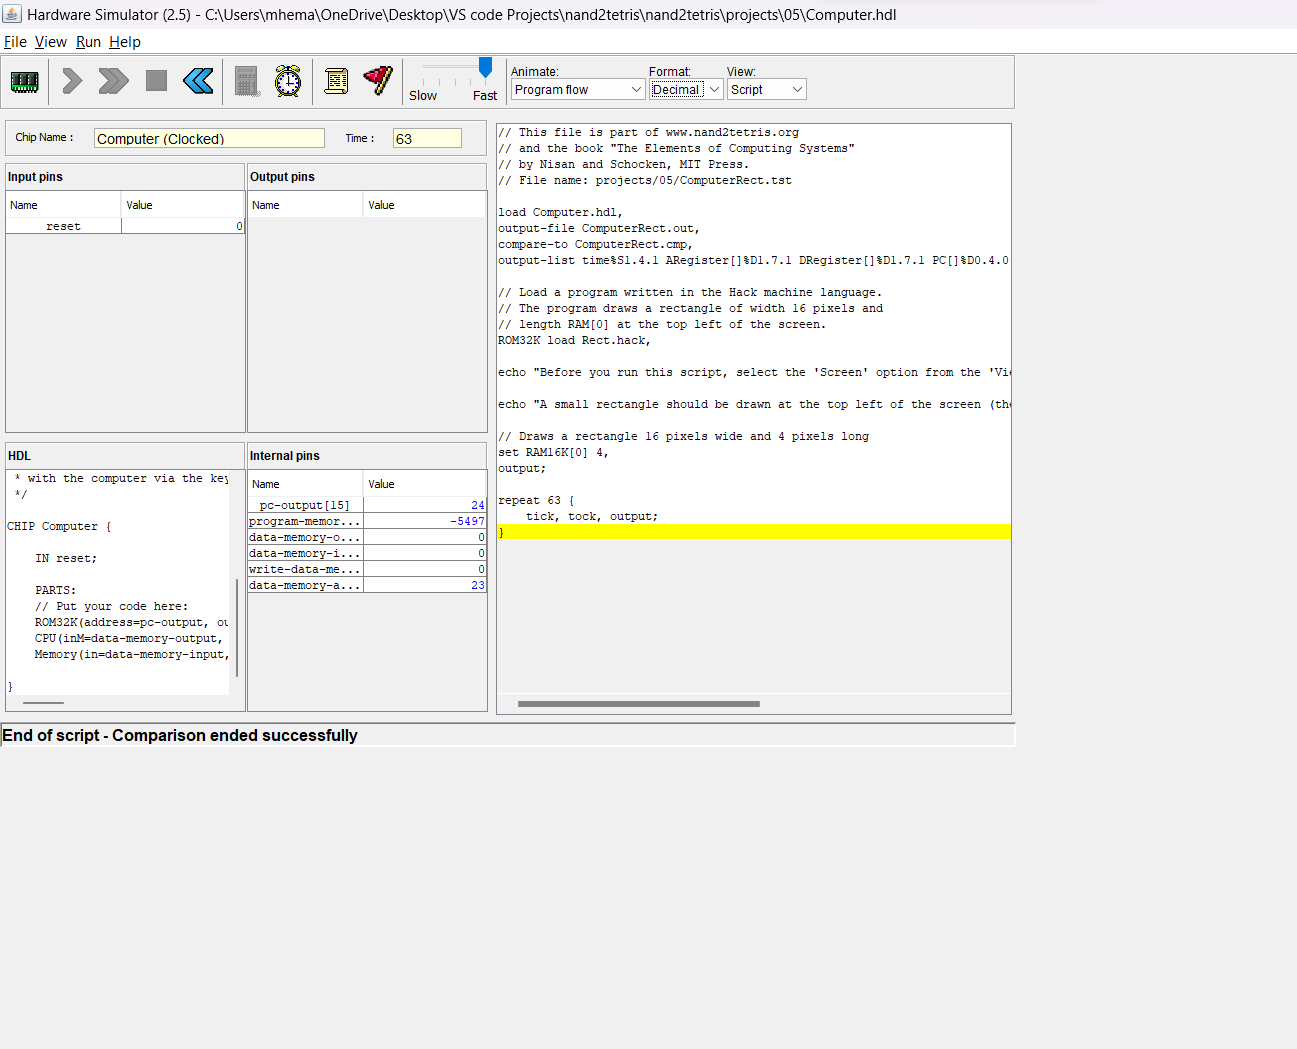 Hardware Simulator (2.5) - C:\Users\mhema\OneDrive\Desktop\VS code Projects\nand2tetris\nand2tetris\projects\05\Computer.hdl
File View Run Help
Slow Fast
Animate:
Program flow
Format:
Decimal
View:
Script
Chip Name : Computer (Clocked) Time : 63
Input pins
Name Value
reset 0
Output pins
Name Value
HDL
* with the computer via the key
*/
CHIP Computer {
IN reset;
PARTS:
// Put your code here:
ROM32K(address=pc-output, ou
CPU(inM=data-memory-output,
Memory(in=data-memory-input,
}
Internal pins
Name Value
pc-output[15] 24
program-memor... -5497
data-memory-o... 0
data-memory-i... 0
write-data-me... 0
data-memory-a... 23
// This file is part of www.nand2tetris.org
// and the book "The Elements of Computing Systems"
// by Nisan and Schocken, MIT Press.
// File name: projects/05/ComputerRect.tst
load Computer.hdl,
output-file ComputerRect.out,
compare-to ComputerRect.cmp,
output-list time%S1.4.1 ARegister[]%D1.7.1 DRegister[]%D1.7.1 PC[]%D0.4.0
// Load a program written in the Hack machine language.
// The program draws a rectangle of width 16 pixels and
// length RAM[0] at the top left of the screen.
ROM32K load Rect.hack,
echo "Before you run this script, select the 'Screen' option from the 'Vie
echo "A small rectangle should be drawn at the top left of the screen (the
// Draws a rectangle 16 pixels wide and 4 pixels long
set RAM16K[0] 4,
output;
repeat 63 {
tick, tock, output;
}
End of script - Comparison ended successfully